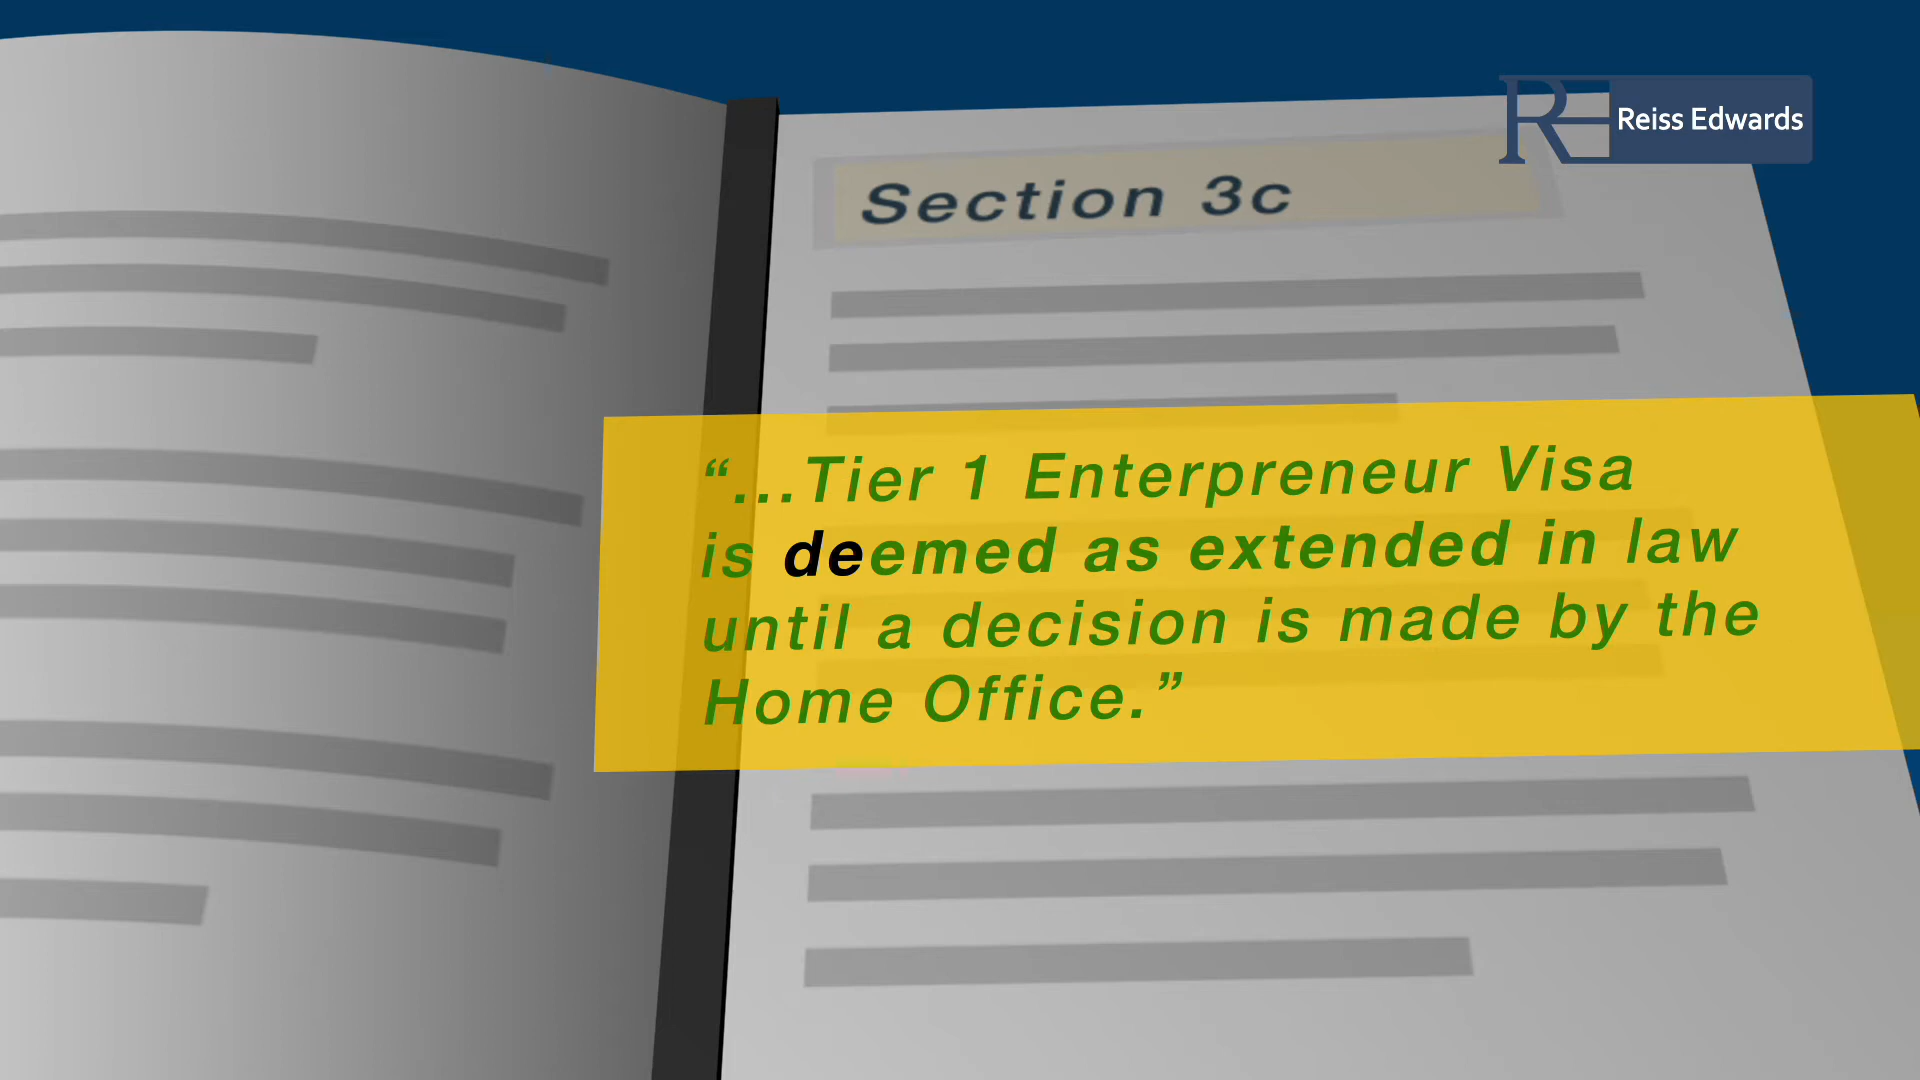 Reiss Edwards
Section 3c
“...Tier 1 Enterpreneur Visa
is deemed as extended in law
until a decision is made by the
Home Office.”